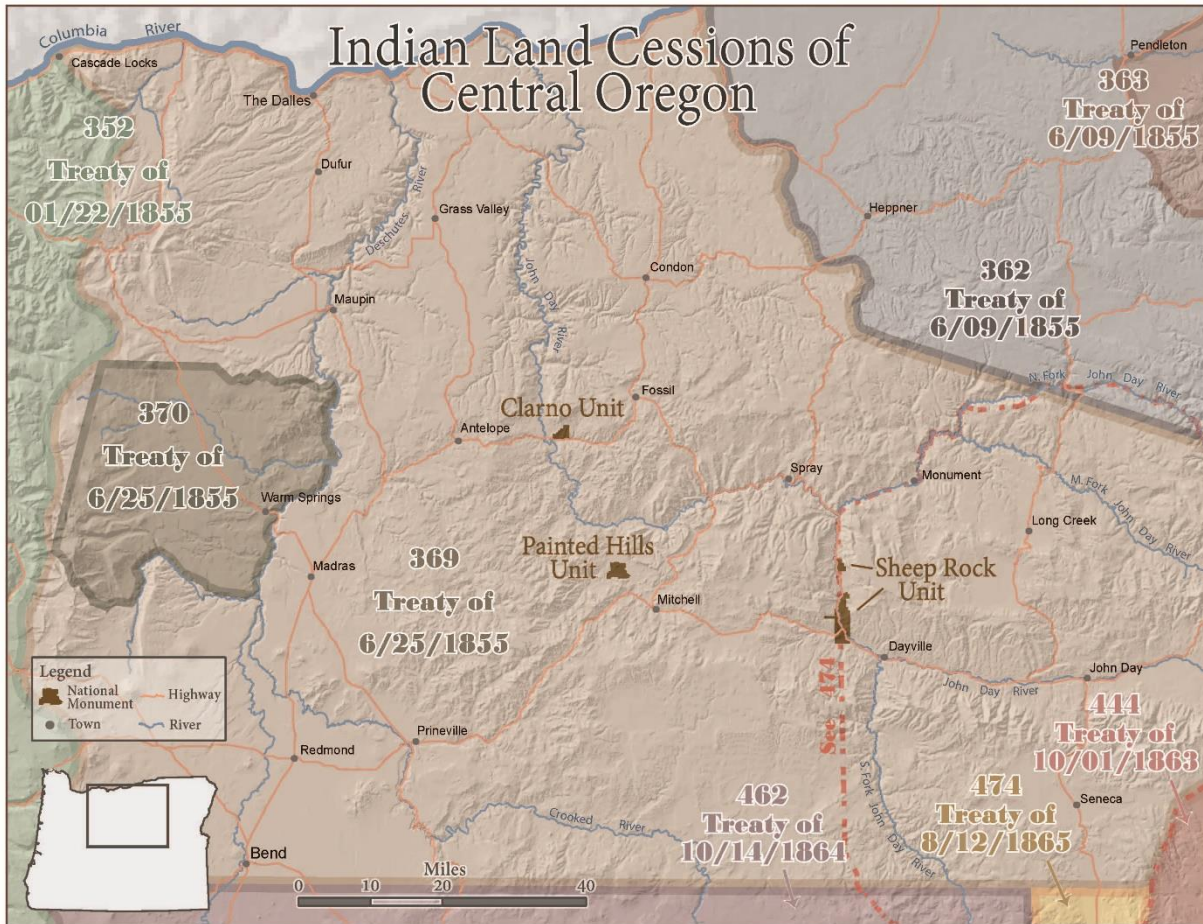 Indian Land Cessions of
Central Oregon
Columbia River
Cascade Locks
The Dalles
Pendleton
363
Treaty of
6/09/1855
352
Treaty of
01/22/1855
Dufur
Deschutes River
Grass Valley
Heppner
John Day River
Condon
362
Treaty of
6/09/1855
Maupin
N. Fork John Day River
370
Treaty of
6/25/1855
Fossil
Clarno Unit
Antelope
Spray
Monument
M. Fork John Day River
Warm Springs
Long Creek
Painted Hills
Unit
369
Treaty of
6/25/1855
Madras
Sheep Rock
Unit
Mitchell
Dayville
John Day River
John Day
Legend
National
Monument
Highway
Town
River
See 474
444
Treaty of
10/01/1863
Prineville
Redmond
S. Fork John Day River
474
Treaty of
8/12/1865
Seneca
462
Treaty of
10/14/1864
Crooked River
Bend
Miles
0 10 20 40